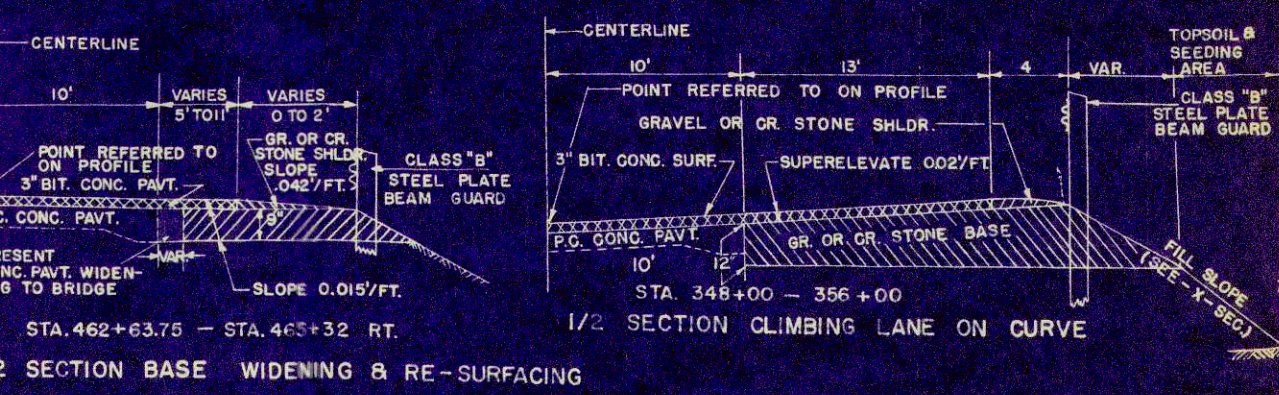 CENTERLINE
10'
VARIES
5' TO 11'
VARIES
0 TO 2'
POINT REFERRED TO
ON PROFILE
3" BIT. CONC. PAVT.
GR. OR CR.
STONE SHLDR.
SLOPE
.042'/FT.
CLASS "B"
STEEL PLATE
BEAM GUARD
C. CONC. PAVT.
9"
RESENT
NC. PAVT. WIDEN-
G TO BRIDGE
VAR
SLOPE 0.015'/FT.
STA. 462+63.75 - STA. 465+32 RT.
2 SECTION BASE WIDENING & RE-SURFACING
CENTERLINE
10'
13'
4
VAR.
TOPSOIL &
SEEDING
AREA
POINT REFERRED TO ON PROFILE
GRAVEL OR CR. STONE SHLDR.
CLASS "B"
STEEL PLATE
BEAM GUARD
3" BIT. CONC. SURF.
SUPERELEVATE 0.02'/FT.
P.C. CONC. PAVT.
GR. OR. CR. STONE BASE
10'
12"
FILL SLOPE
(SEE-X-SEC.)
STA. 348+00 - 356+00
1/2 SECTION CLIMBING LANE ON CURVE